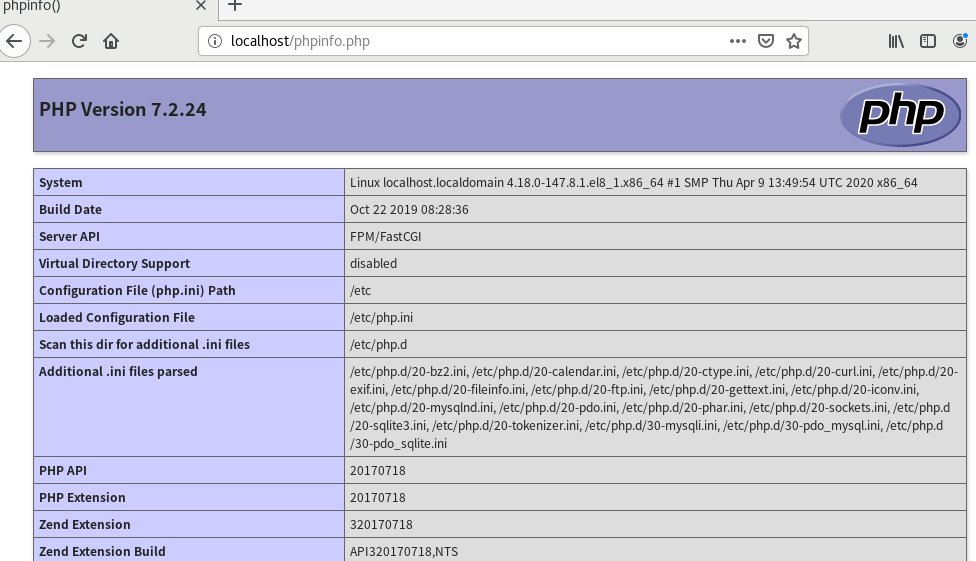 phpinfo()
localhost/phpinfo.php
PHP Version 7.2.24
php
System Linux localhost.localdomain 4.18.0-147.8.1.el8_1.x86_64 #1 SMP Thu Apr 9 13:49:54 UTC 2020 x86_64
Build Date Oct 22 2019 08:28:36
Server API FPM/FastCGI
Virtual Directory Support disabled
Configuration File (php.ini) Path /etc
Loaded Configuration File /etc/php.ini
Scan this dir for additional .ini files /etc/php.d
Additional .ini files parsed /etc/php.d/20-bz2.ini, /etc/php.d/20-calendar.ini, /etc/php.d/20-ctype.ini, /etc/php.d/20-curl.ini, /etc/php.d/20-
exif.ini, /etc/php.d/20-fileinfo.ini, /etc/php.d/20-ftp.ini, /etc/php.d/20-gettext.ini, /etc/php.d/20-iconv.ini,
/etc/php.d/20-mysqlnd.ini, /etc/php.d/20-pdo.ini, /etc/php.d/20-phar.ini, /etc/php.d/20-sockets.ini, /etc/php.d
/20-sqlite3.ini, /etc/php.d/20-tokenizer.ini, /etc/php.d/30-mysqli.ini, /etc/php.d/30-pdo_mysql.ini, /etc/php.d
/30-pdo_sqlite.ini
PHP API 20170718
PHP Extension 20170718
Zend Extension 320170718
Zend Extension Build API320170718,NTS